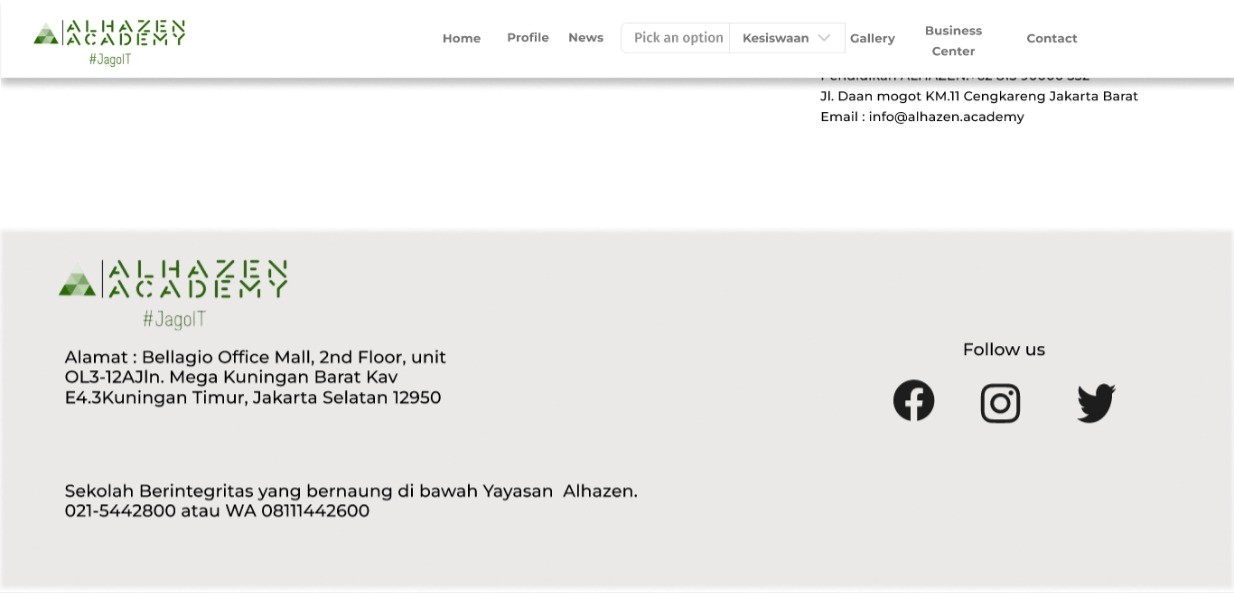 ALHAZEN
ACADEMY
#JagoIT
Home Profile News Pick an option Kesiswaan Gallery Business Center Contact
Jl. Daan mogot KM.11 Cengkareng Jakarta Barat
Email : info@alhazen.academy
ALHAZEN
ACADEMY
#JagoIT
Alamat : Bellagio Office Mall, 2nd Floor, unit
OL3-12AJln. Mega Kuningan Barat Kav
E4.3Kuningan Timur, Jakarta Selatan 12950
Follow us
Sekolah Berintegritas yang bernaung di bawah Yayasan  Alhazen.
021-5442800 atau WA 08111442600